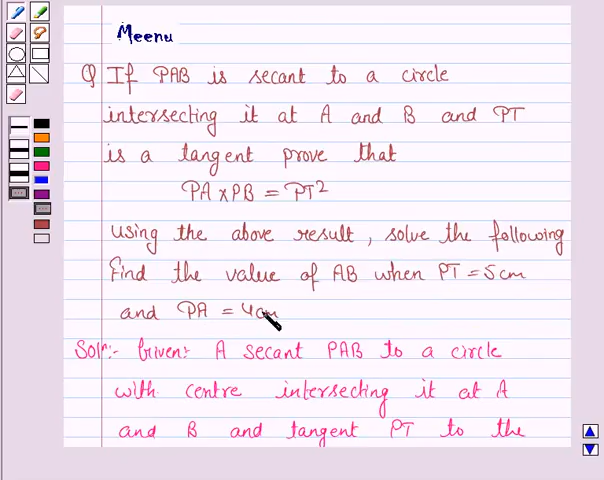 Meenu
Q If PAB is secant to a circle
intersecting it at A and B and PT
is a tangent prove that
PA × PB = PT²
using the above result, solve the following
Find the value of AB when PT = 5cm
and PA = 4cm
Solⁿ:- Given: A secant PAB to a circle
with centre intersecting it at A
and B and tangent PT to the